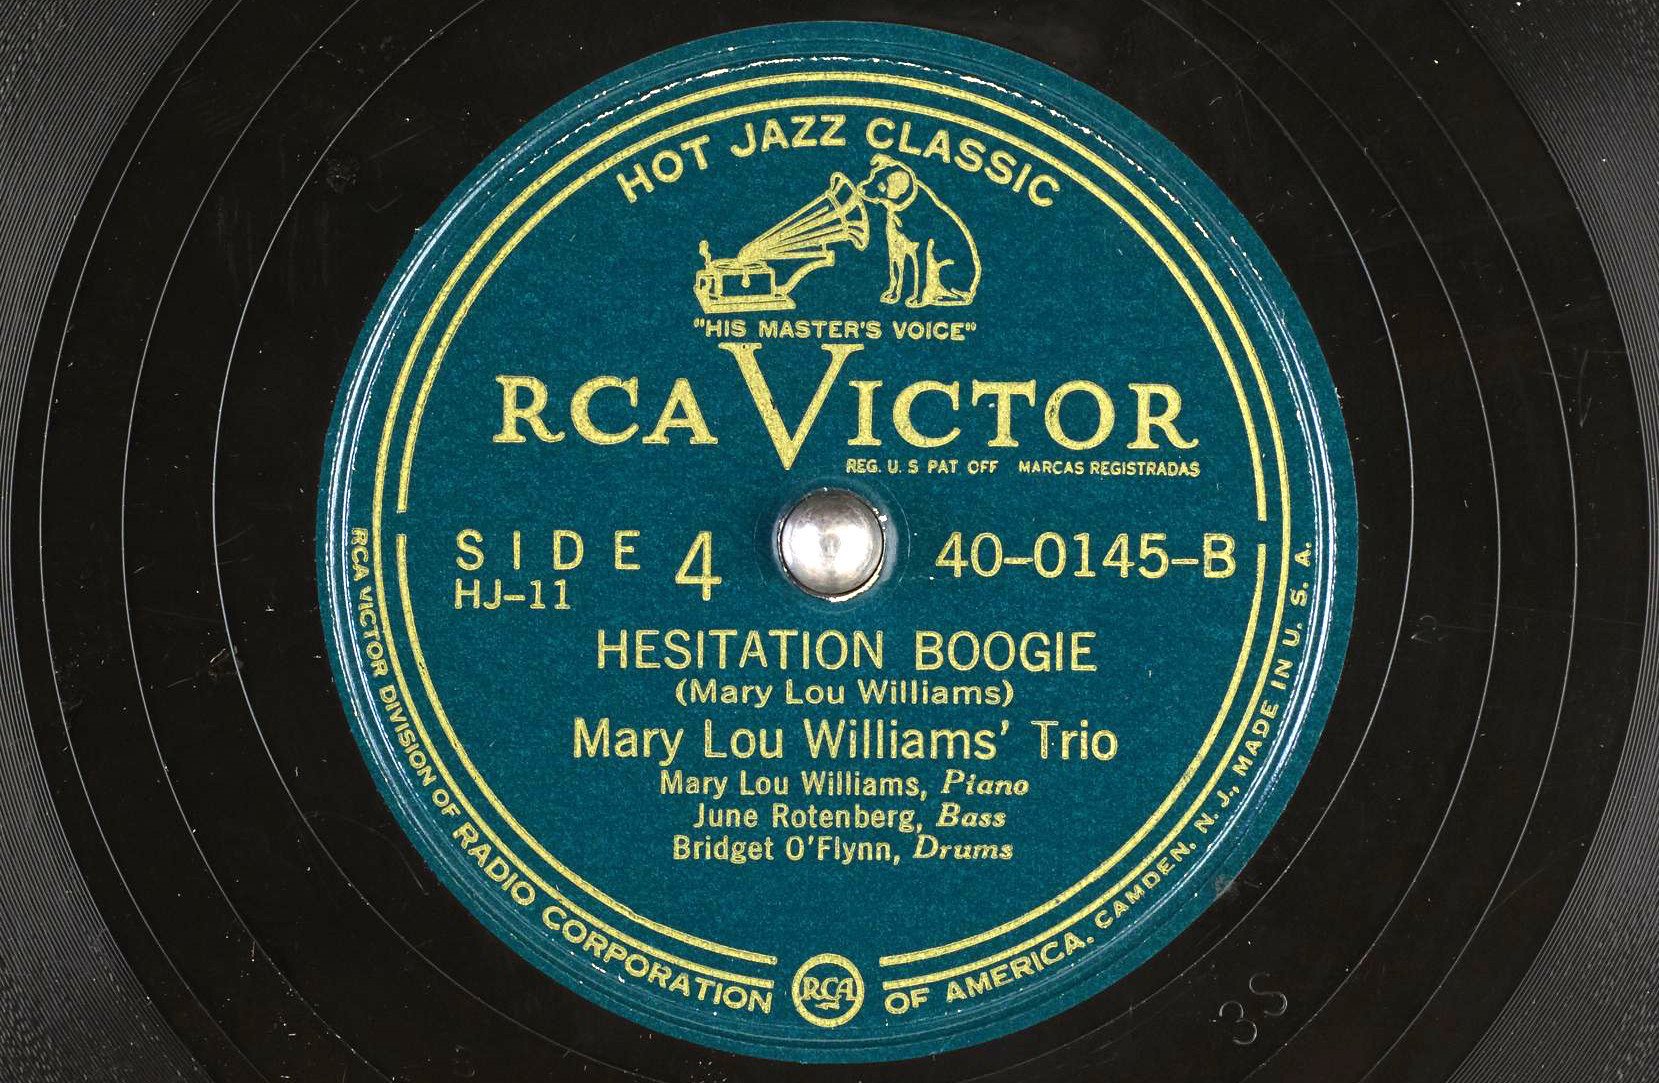 HOT JAZZ CLASSIC
"HIS MASTER'S VOICE"
RCA VICTOR
REG. U. S PAT OFF MARCAS REGISTRADAS
SIDE 4
HJ-11
40-0145-B
HESITATION BOOGIE
(Mary Lou Williams)
Mary Lou Williams' Trio
Mary Lou Williams, Piano
June Rotenberg, Bass
Bridget O'Flynn, Drums
RCA VICTOR DIVISION OF RADIO CORPORATION OF AMERICA. CAMDEN. N. J., MADE IN U. S. A.
RCA
3S